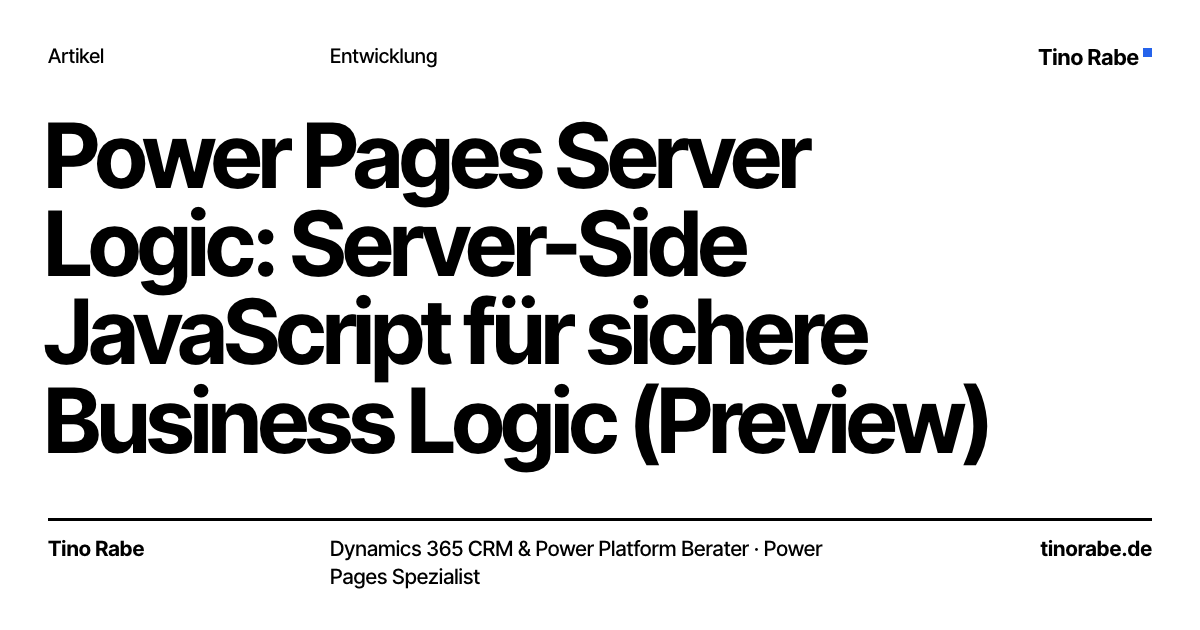 Artikel
Entwicklung
Tino Rabe
Power Pages Server
Logic: Server-Side
JavaScript für sichere
Business Logic (Preview)
Tino Rabe
Dynamics 365 CRM & Power Platform Berater · Power
Pages Spezialist
tinorabe.de